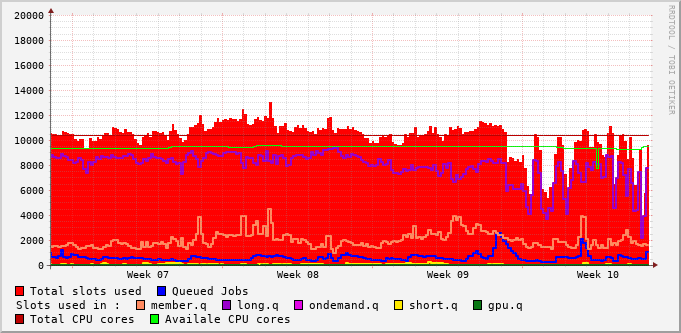 20000
18000
16000
14000
12000
10000
8000
6000
4000
2000
0
Week 07 Week 08 Week 09 Week 10
Total slots used Queued Jobs
Slots used in : member.q long.q ondemand.q short.q gpu.q
Total CPU cores Availale CPU cores
RRDTOOL / TOBI OETIKER